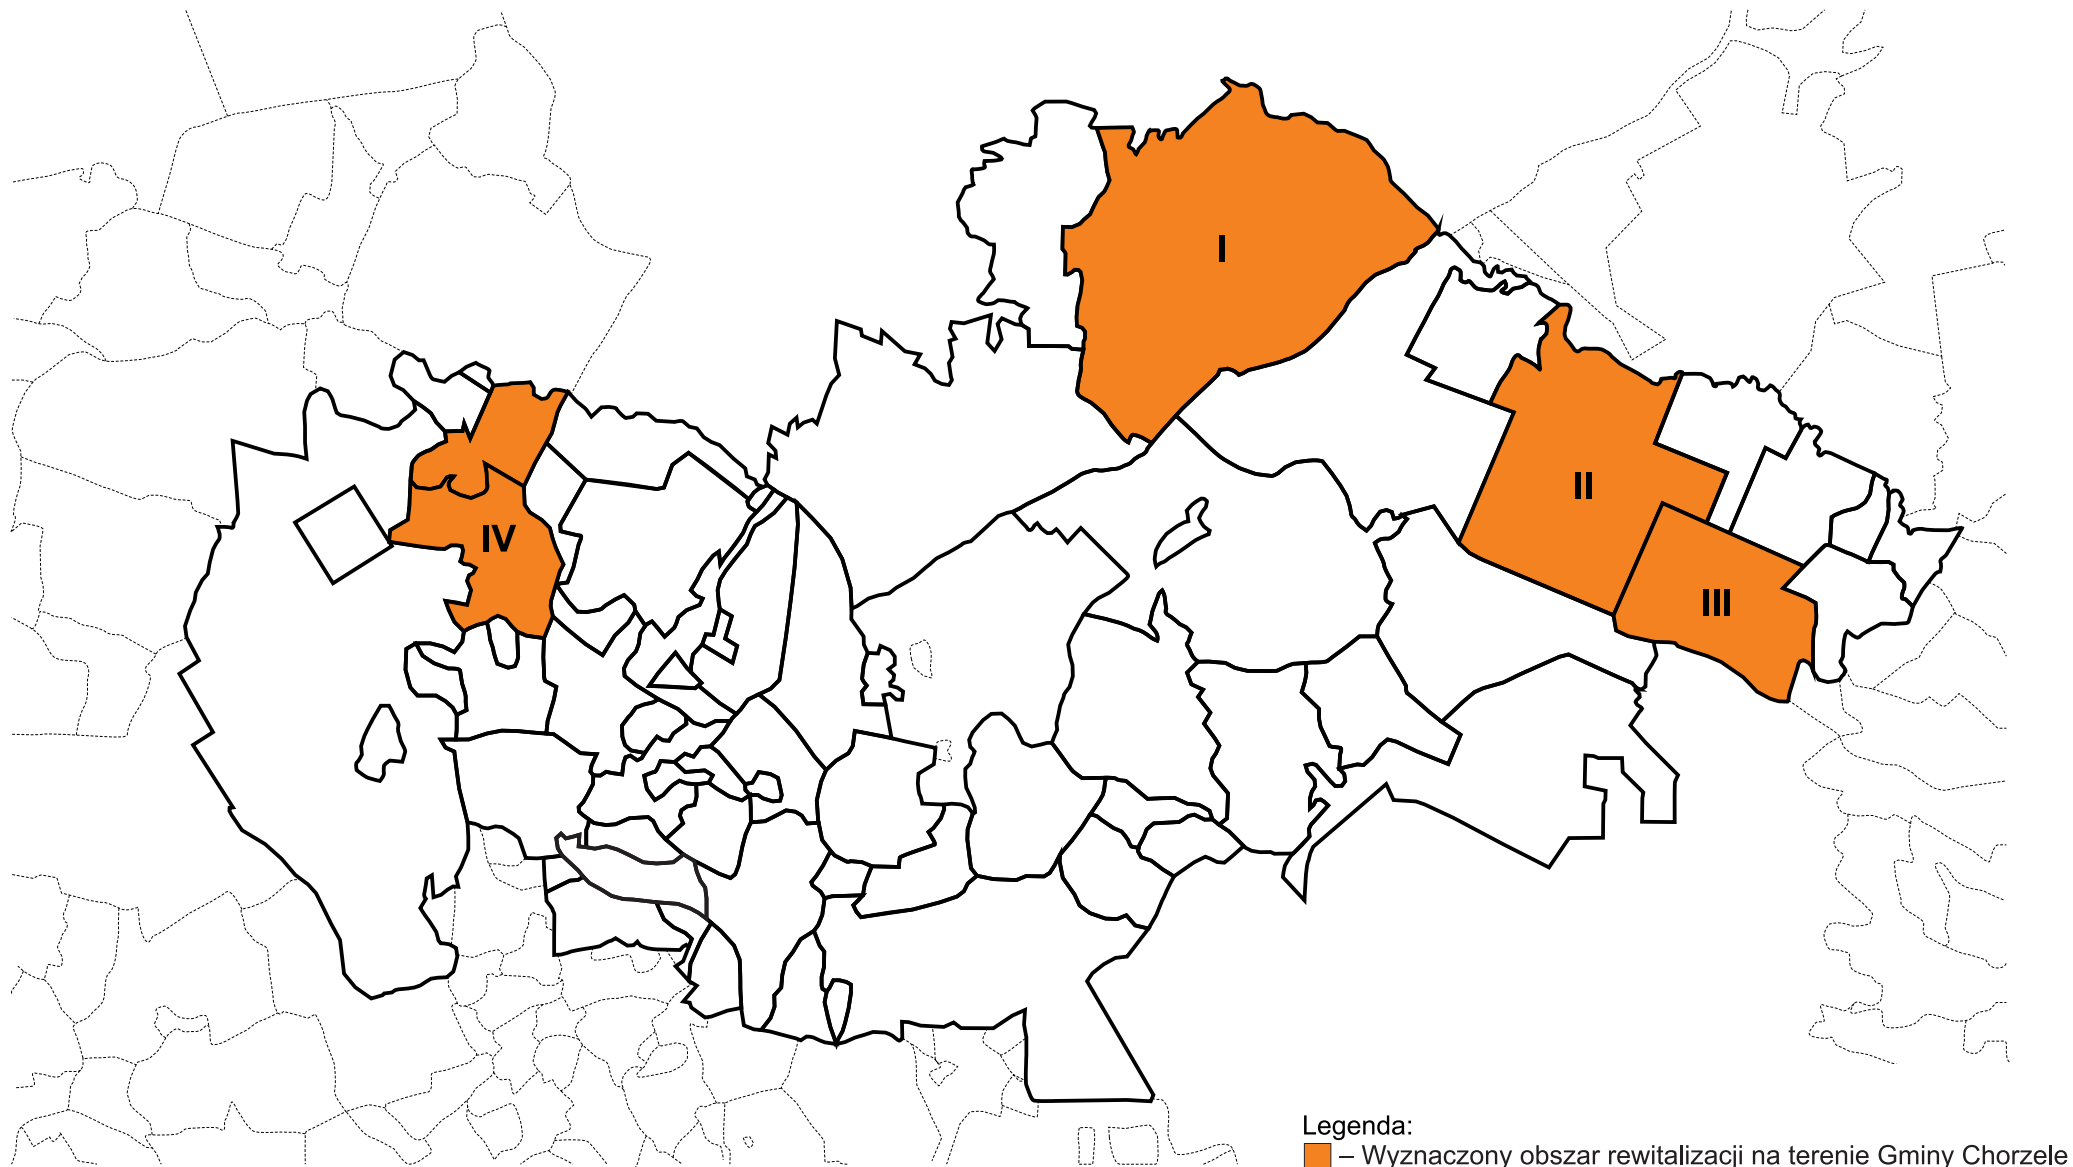 I
II
IV
III
Legenda:
– Wyznaczony obszar rewitalizacji na terenie Gminy Chorzele